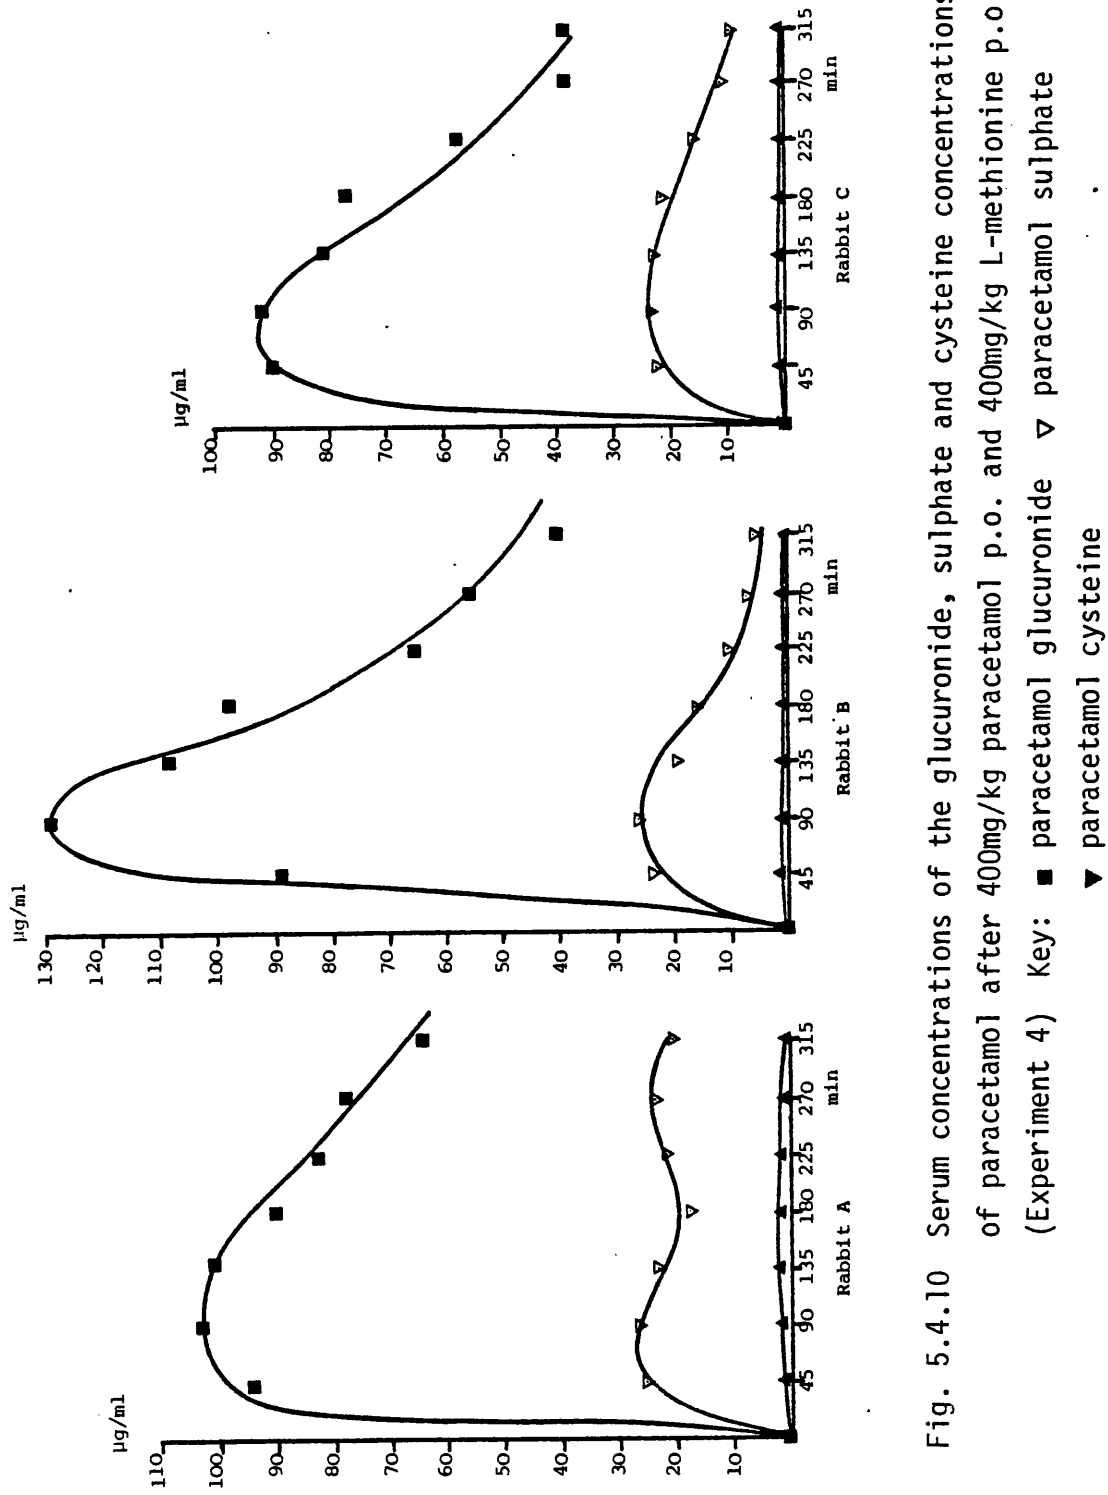 µg/ml
110
100
90
80
70
60
50
40
30
20
10
45 90 135 180 225 270 315
min
Rabbit A
µg/ml
130
120
110
100
90
80
70
60
50
40
30
20
10
45 90 135 180 225 270 315
min
Rabbit B
µg/ml
100
90
80
70
60
50
40
30
20
10
45 90 135 180 225 270 315
min
Rabbit C
Fig. 5.4.10 Serum concentrations of the glucuronide, sulphate and cysteine concentrations
of paracetamol after 400mg/kg paracetamol p.o. and 400mg/kg L-methionine p.o
(Experiment 4) Key: ■ paracetamol glucuronide ▽ paracetamol sulphate
▼ paracetamol cysteine